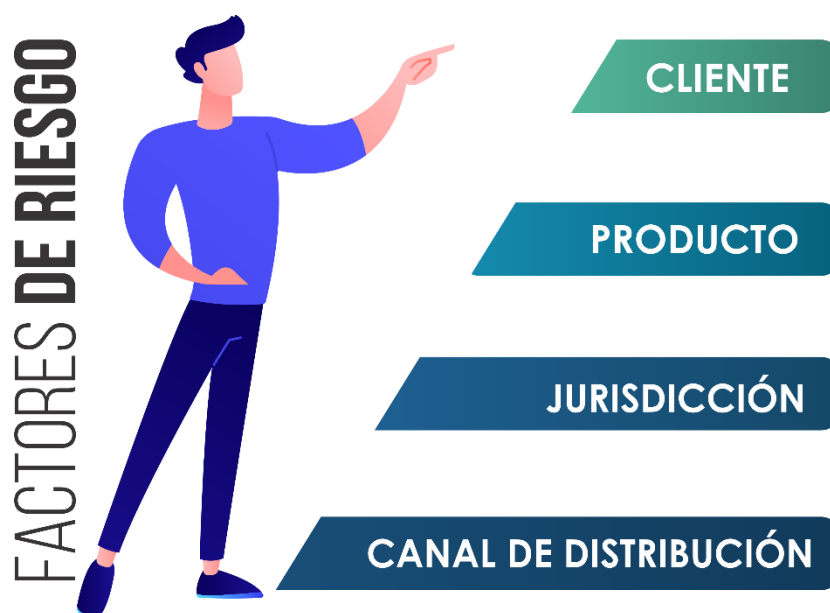 FACTORES DE RIESGO
CLIENTE
PRODUCTO
JURISDICCIÓN
CANAL DE DISTRIBUCIÓN